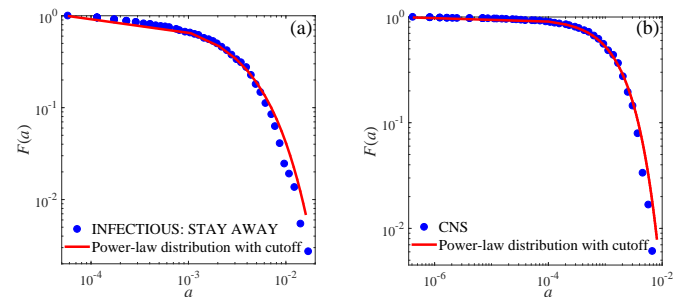 (a)
10^0
10^-1
10^-2
F(a)
INFECTIOUS: STAY AWAY
Power-law distribution with cutoff
10^-4
10^-3
10^-2
a
(b)
10^0
10^-1
10^-2
F(a)
CNS
Power-law distribution with cutoff
10^-6
10^-4
10^-2
a